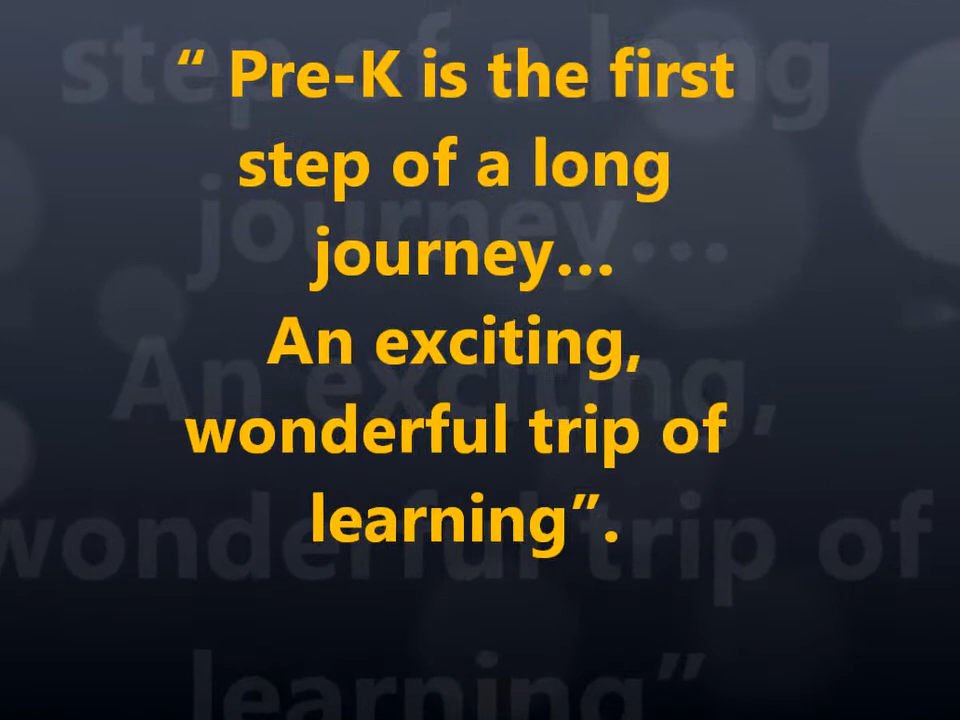 “ Pre-K is the first
step of a long
journey...
An exciting,
wonderful trip of
learning”.